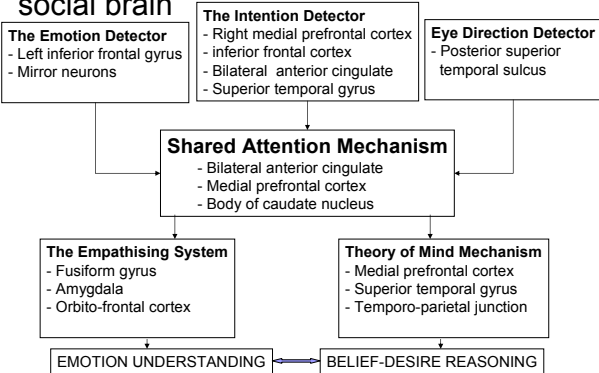 social brain
The Emotion Detector
- Left inferior frontal gyrus
- Mirror neurons
The Intention Detector
- Right medial prefrontal cortex
- inferior frontal cortex
- Bilateral anterior cingulate
- Superior temporal gyrus
Eye Direction Detector
- Posterior superior
temporal sulcus
Shared Attention Mechanism
- Bilateral anterior cingulate
- Medial prefrontal cortex
- Body of caudate nucleus
The Empathising System
- Fusiform gyrus
- Amygdala
- Orbito-frontal cortex
Theory of Mind Mechanism
- Medial prefrontal cortex
- Superior temporal gyrus
- Temporo-parietal junction
EMOTION UNDERSTANDING
BELIEF-DESIRE REASONING